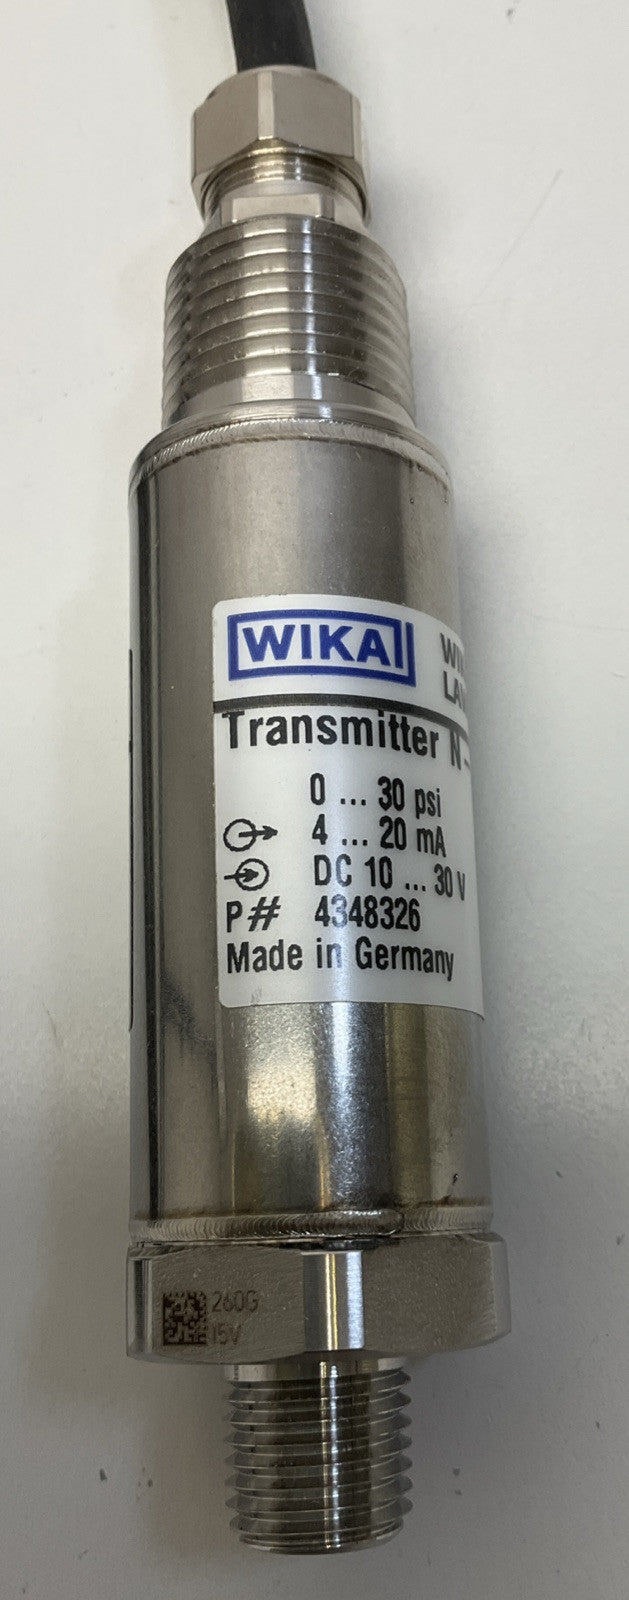 WIKA
Transmitter N-
0 ... 30 psi
4 ... 20 mA
DC 10 ... 30 V
P# 4348326
Made in Germany
260G
15V